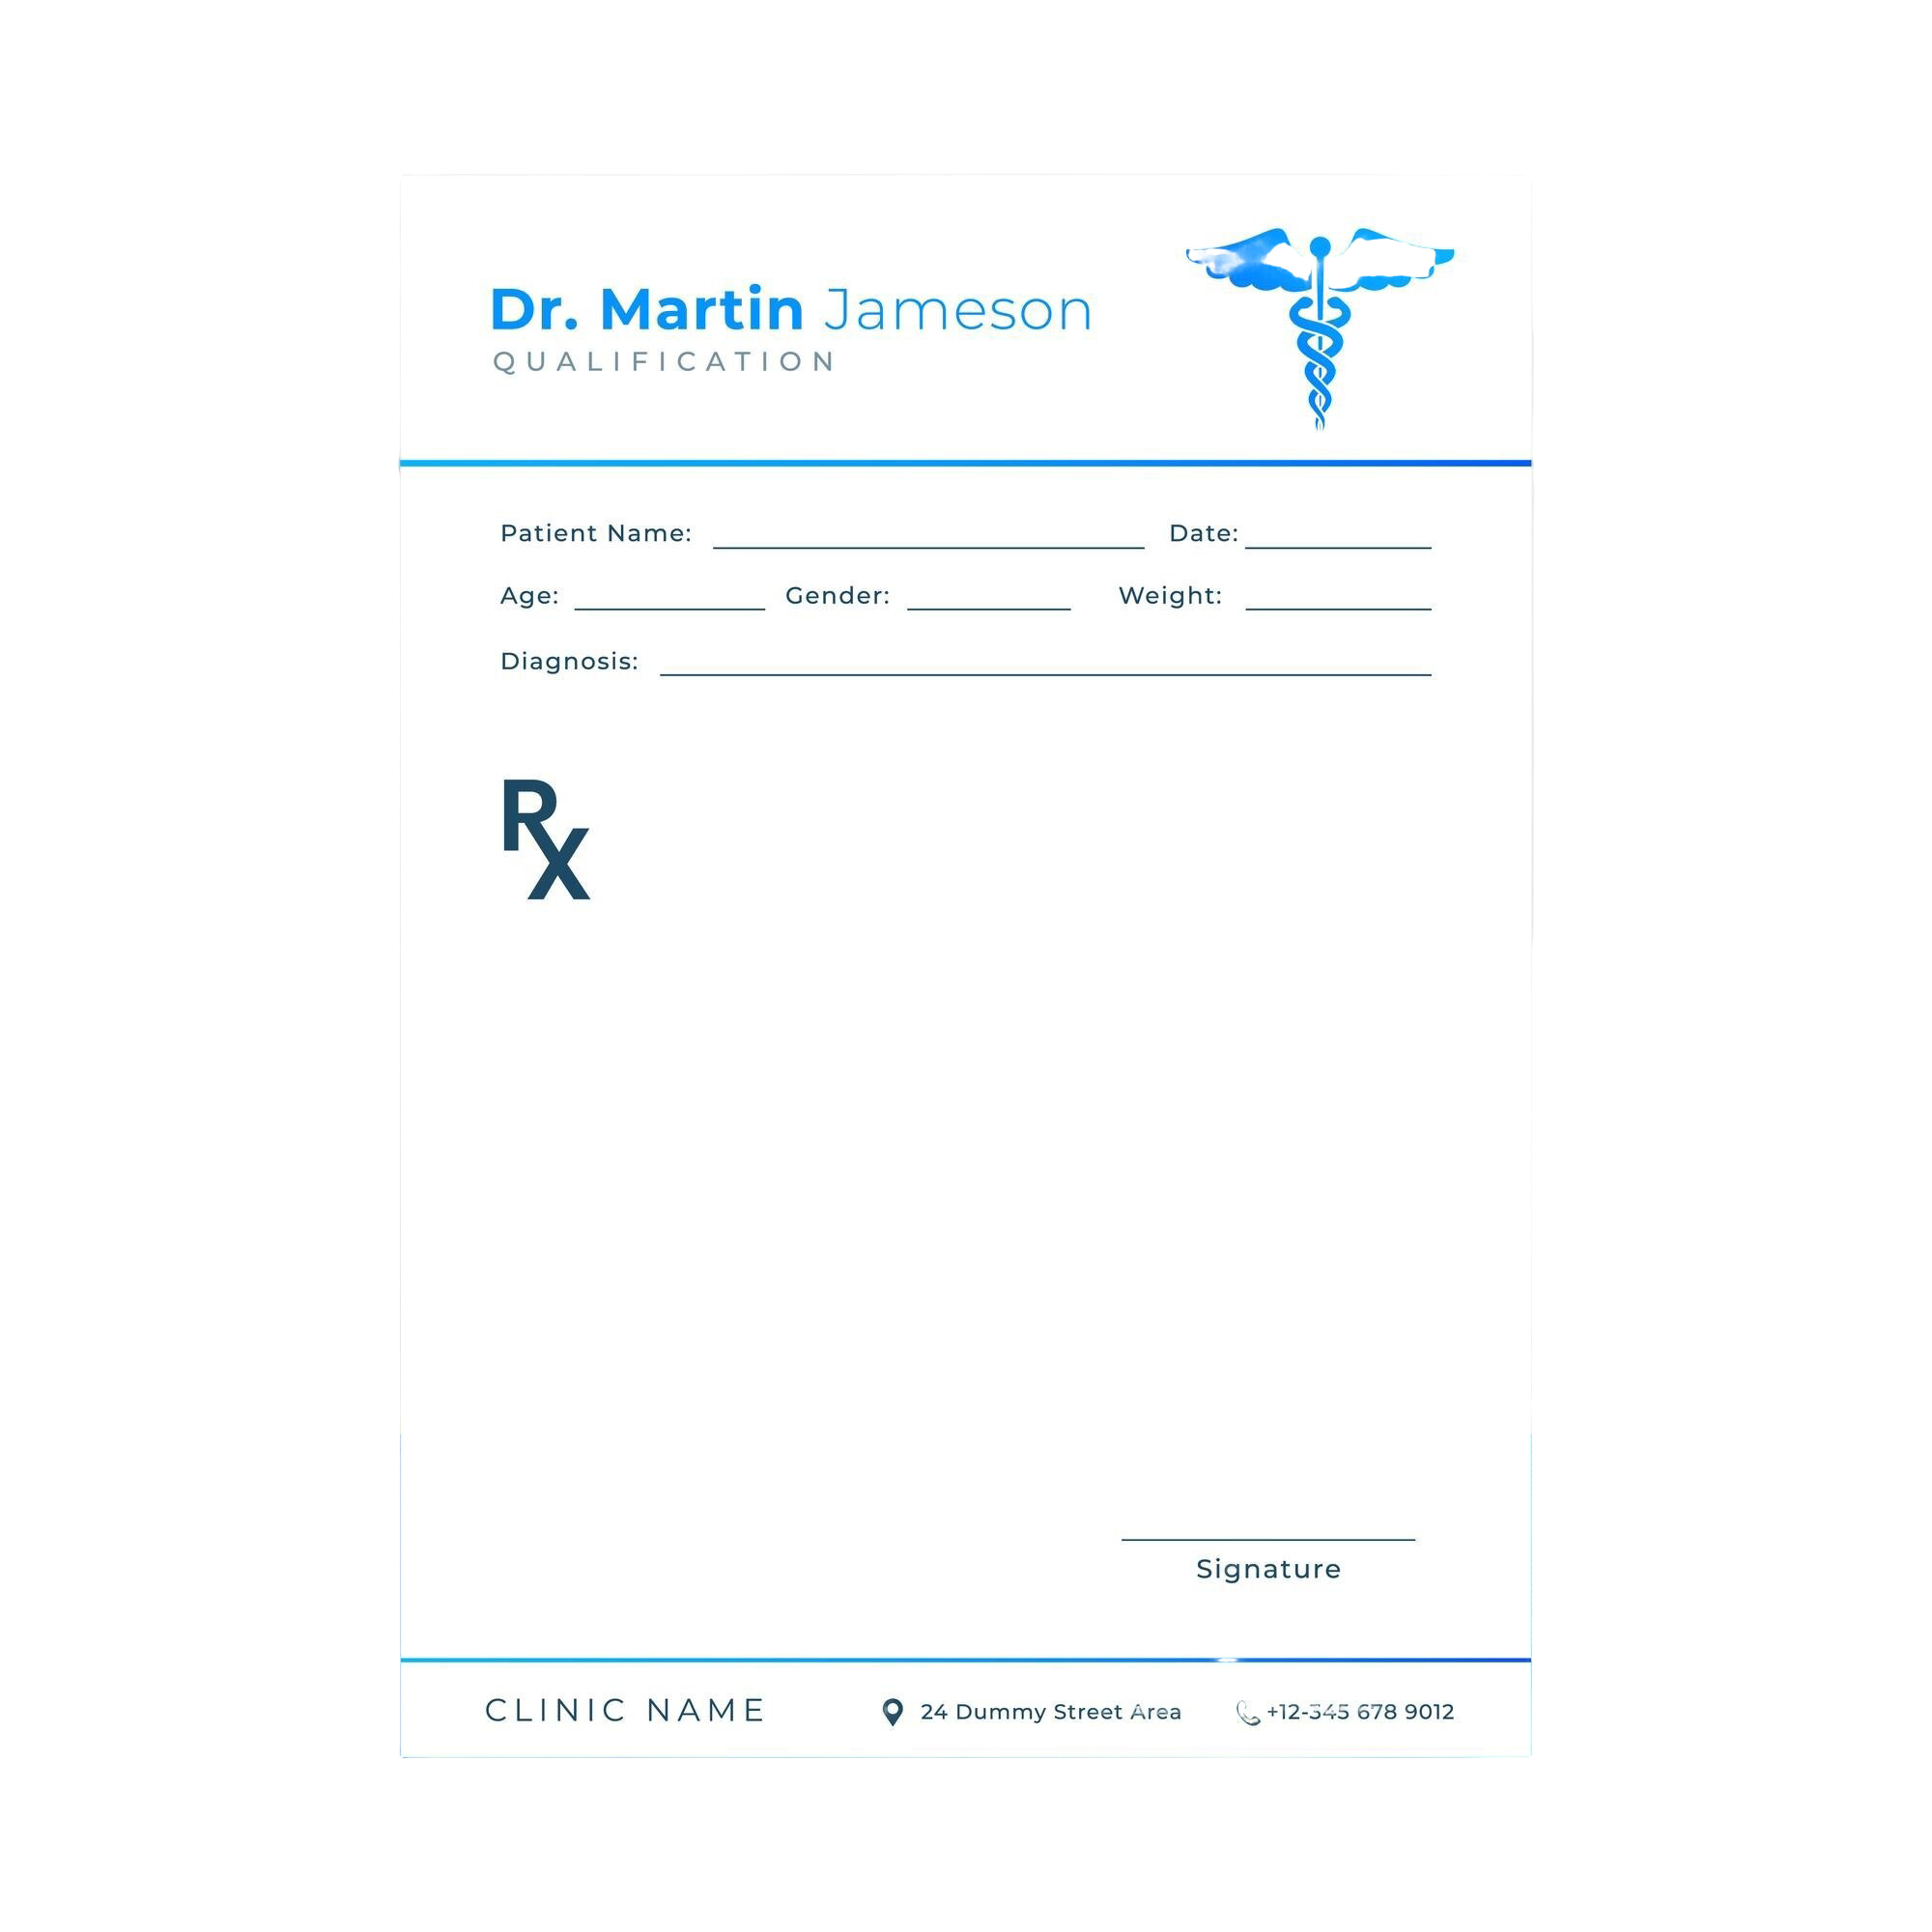 Dr. Martin Jameson
QUALIFICATION
Patient Name: Date:
Age: Gender: Weight:
Diagnosis:
Rx
Signature
CLINIC NAME 24 Dummy Street Area +12-345 678 9012